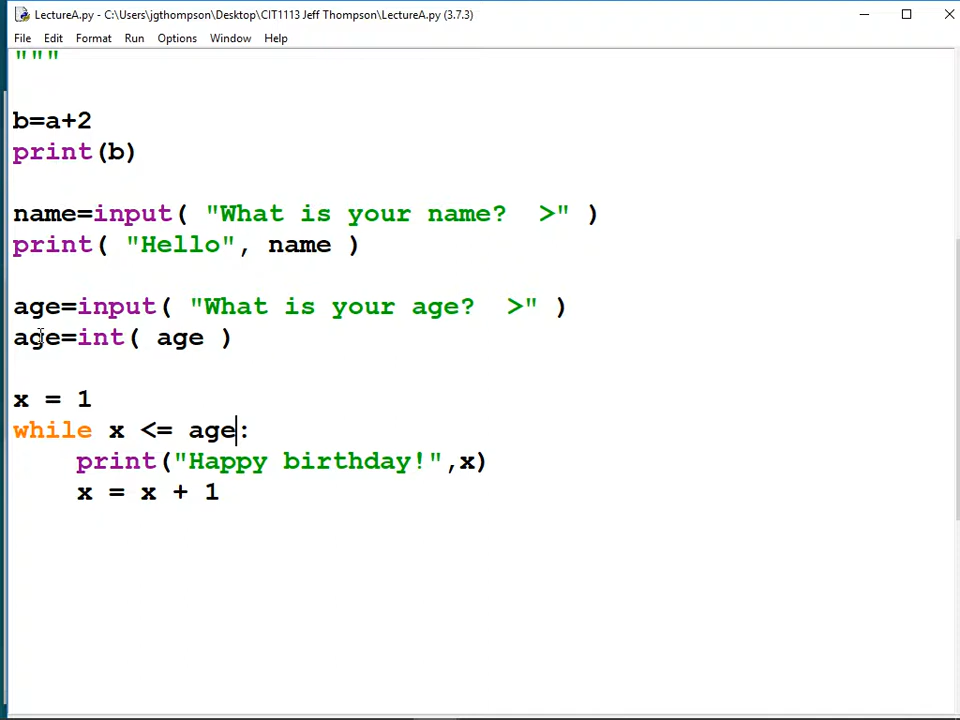 LectureA.py - C:\Users\jgthompson\Desktop\CIT1113 Jeff Thompson\LectureA.py (3.7.3)
File Edit Format Run Options Window Help
"""
b=a+2
print(b)
name=input( "What is your name?  >" )
print( "Hello", name )
age=input( "What is your age?  >" )
age=int( age )
x = 1
while x <= age:
    print("Happy birthday!",x)
    x = x + 1